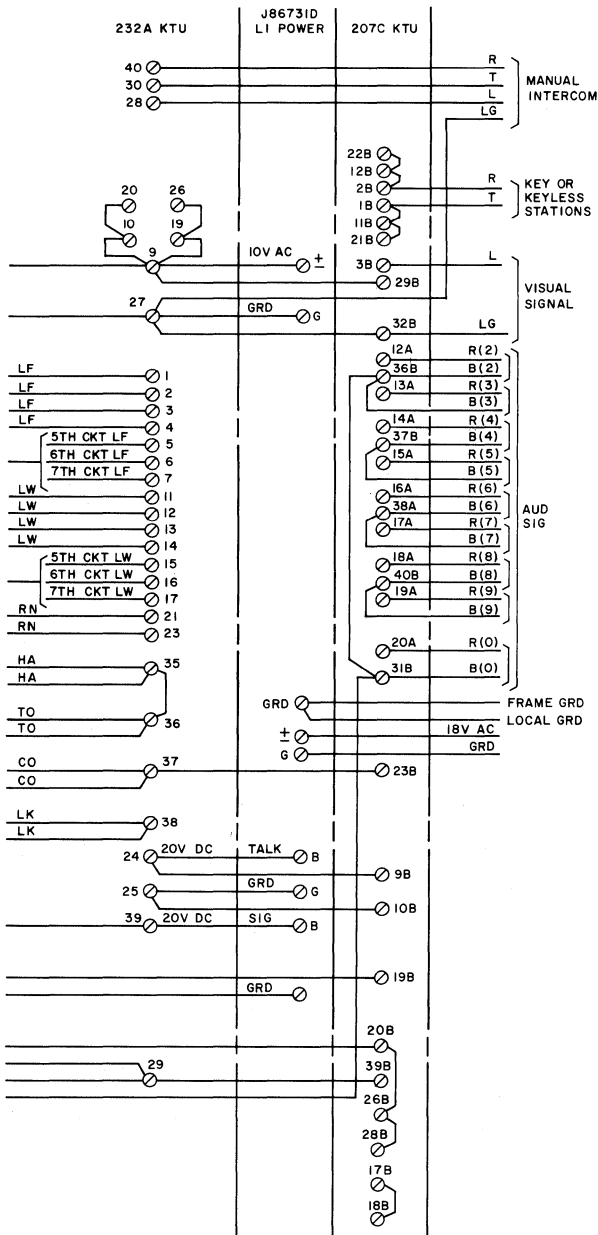 232A KTU
J86731D
L1 POWER
207C KTU
40
R
30
T
28
L
LG
MANUAL
INTERCOM
22B
12B
2B
R
1B
T
11B
21B
KEY OR
KEYLESS
STATIONS
20
26
10
19
9
10V AC
±
3B
L
29B
27
GRD
G
32B
LG
VISUAL
SIGNAL
12A
R(2)
36B
B(2)
13A
R(3)
B(3)
14A
R(4)
37B
B(4)
15A
R(5)
B(5)
16A
R(6)
38A
B(6)
17A
R(7)
B(7)
18A
R(8)
40B
B(8)
19A
R(9)
B(9)
20A
R(0)
31B
B(0)
AUD
SIG
LF
1
LF
2
LF
3
LF
4
5TH CKT LF
5
6TH CKT LF
6
7TH CKT LF
7
LW
11
LW
12
LW
13
LW
14
5TH CKT LW
15
6TH CKT LW
16
7TH CKT LW
17
RN
21
RN
23
HA
35
HA
GRD
FRAME GRD
LOCAL GRD
TO
36
TO
±
18V AC
G
GRD
CO
37
23B
CO
LK
38
LK
24
20V DC
TALK
B
9B
25
GRD
G
10B
39
20V DC
SIG
B
19B
GRD
20B
29
39B
26B
28B
17B
18B